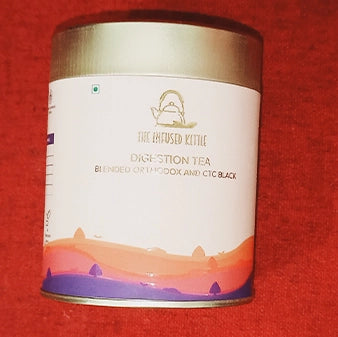 THE INFUSED KETTLE
DIGESTION TEA
BLENDED ORTHODOX AND CTC BLACK